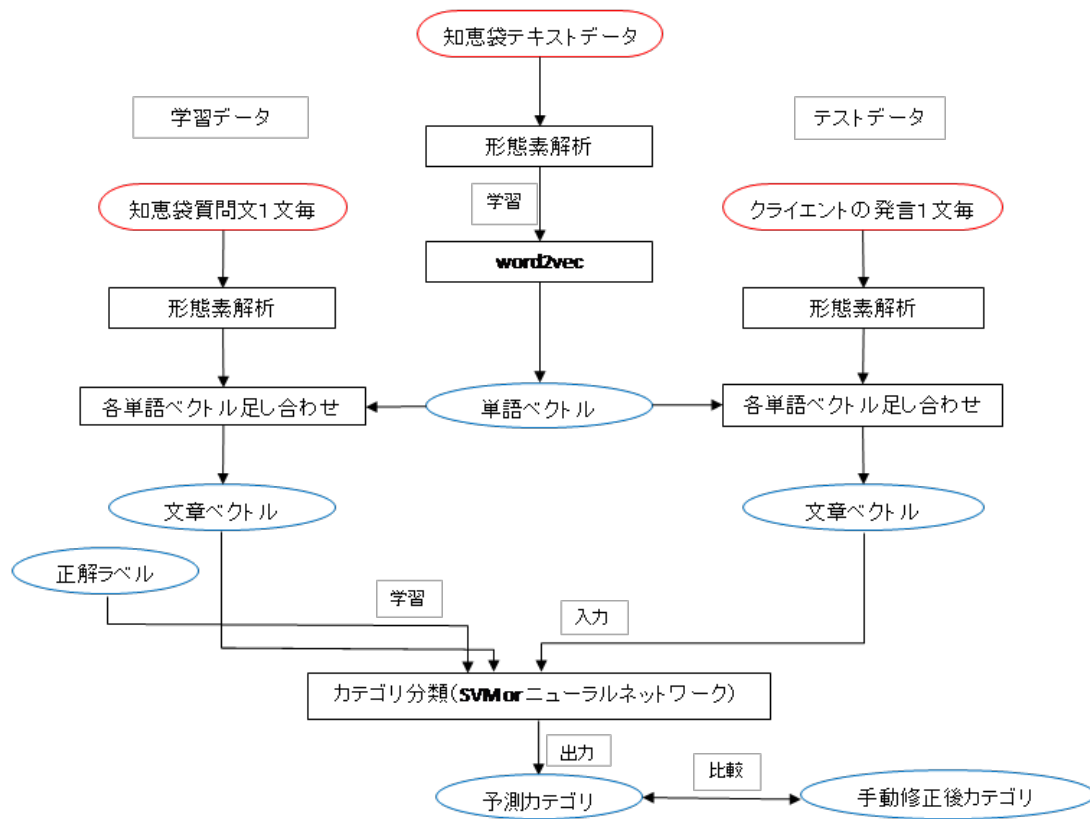 知恵袋テキストデータ
学習データ
テストデータ
形態素解析
学習
知恵袋質問文1文毎
クライエントの発言1文毎
word2vec
形態素解析
形態素解析
各単語ベクトル足し合わせ
単語ベクトル
各単語ベクトル足し合わせ
文章ベクトル
文章ベクトル
正解ラベル
学習
入力
カテゴリ分類(SVM or ニューラルネットワーク)
出力
比較
予測カテゴリ
手動修正後カテゴリ